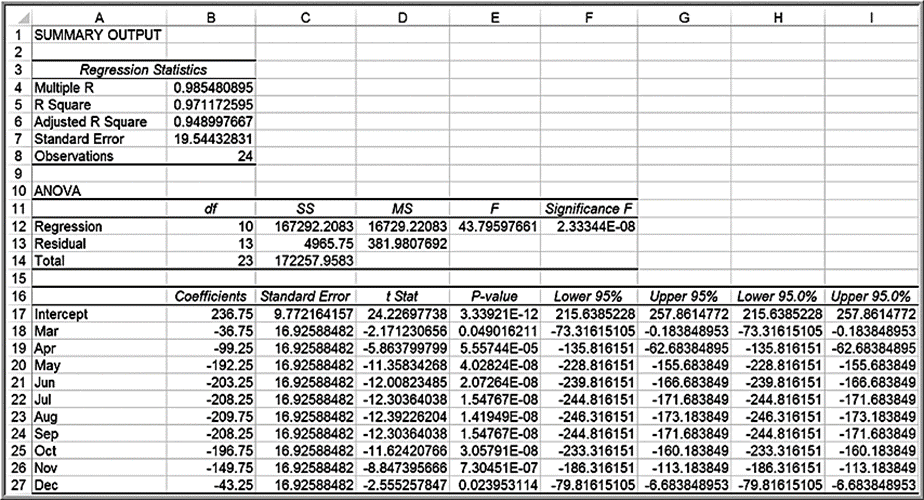 A B C D E F G H I
1 SUMMARY OUTPUT
2
3 Regression Statistics
4 Multiple R 0.985480895
5 R Square 0.971172595
6 Adjusted R Square 0.948997667
7 Standard Error 19.54432831
8 Observations 24
9
10 ANOVA
11 df SS MS F Significance F
12 Regression 10 167292.2083 16729.22083 43.79597661 2.33344E-08
13 Residual 13 4965.75 381.9807692
14 Total 23 172257.9583
15
16 Coefficients Standard Error t Stat P-value Lower 95% Upper 95% Lower 95.0% Upper 95.0%
17 Intercept 236.75 9.772164157 24.22697738 3.33921E-12 215.6385228 257.8614772 215.6385228 257.8614772
18 Mar -36.75 16.92588482 -2.171230656 0.049016211 -73.31615105 -0.183848953 -73.31615105 -0.183848953
19 Apr -99.25 16.92588482 -5.863799799 5.55744E-05 -135.816151 -62.68384895 -135.816151 -62.68384895
20 May -192.25 16.92588482 -11.35834268 4.02824E-08 -228.816151 -155.683849 -228.816151 -155.683849
21 Jun -203.25 16.92588482 -12.00823485 2.07264E-08 -239.816151 -166.683849 -239.816151 -166.683849
22 Jul -208.25 16.92588482 -12.30364038 1.54767E-08 -244.816151 -171.683849 -244.816151 -171.683849
23 Aug -209.75 16.92588482 -12.39226204 1.41949E-08 -246.316151 -173.183849 -246.316151 -173.183849
24 Sep -208.25 16.92588482 -12.30364038 1.54767E-08 -244.816151 -171.683849 -244.816151 -171.683849
25 Oct -196.75 16.92588482 -11.62420766 3.05791E-08 -233.316151 -160.183849 -233.316151 -160.183849
26 Nov -149.75 16.92588482 -8.847395666 7.30451E-07 -186.316151 -113.183849 -186.316151 -113.183849
27 Dec -43.25 16.92588482 -2.555257847 0.023953114 -79.81615105 -6.683848953 -79.81615105 -6.683848953